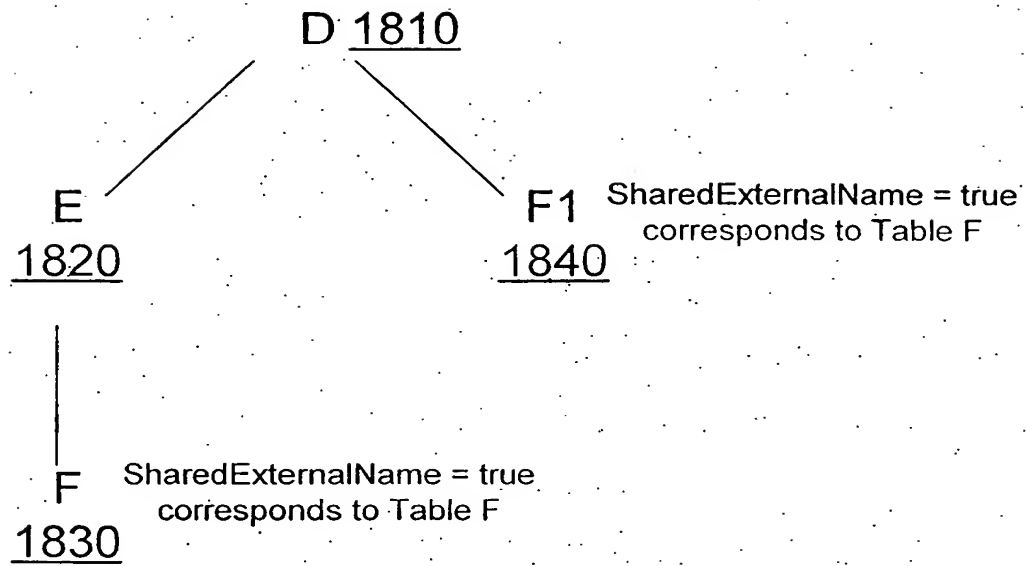 D 1810
E
1820
F1
1840
SharedExternalName = true
corresponds to Table F
F
1830
SharedExternalName = true
corresponds to Table F